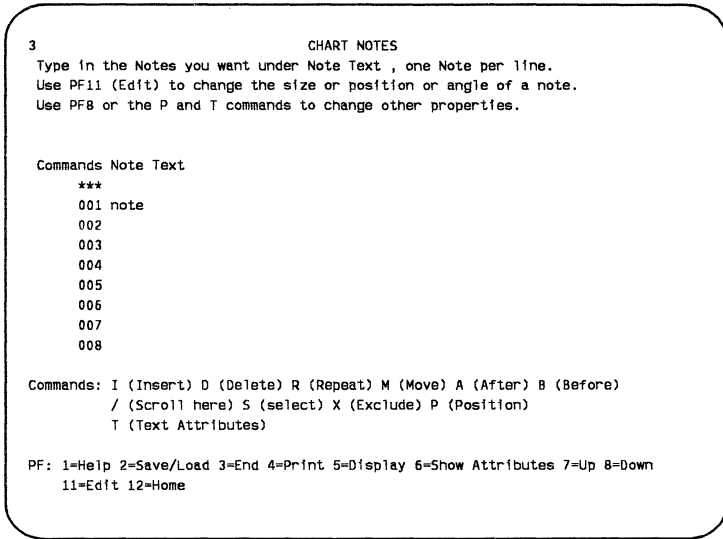 3 CHART NOTES
Type in the Notes you want under Note Text , one Note per line.
Use PF11 (Edit) to change the size or position or angle of a note.
Use PF8 or the P and T commands to change other properties.
Commands Note Text
***
001 note
002
003
004
005
006
007
008
Commands: I (Insert) D (Delete) R (Repeat) M (Move) A (After) B (Before)
/ (Scroll here) S (select) X (Exclude) P (Position)
T (Text Attributes)
PF: 1=Help 2=Save/Load 3=End 4=Print 5=Display 6=Show Attributes 7=Up 8=Down
11=Edit 12=Home